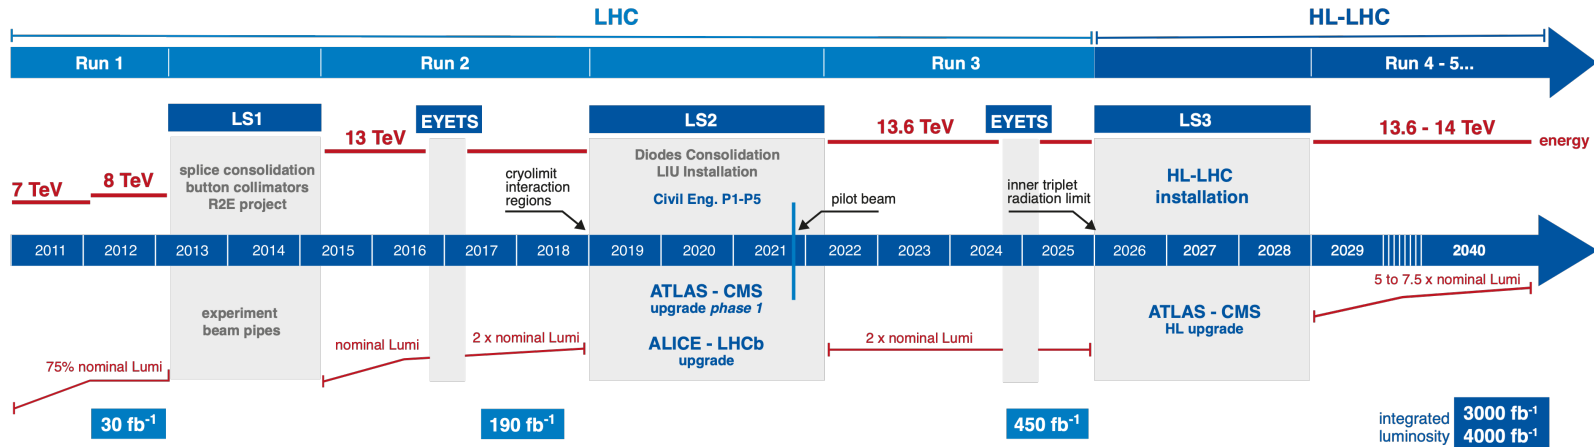 LHC
HL-LHC
Run 1
Run 2
Run 3
Run 4 - 5...
LS1
EYETS
LS2
EYETS
LS3
7 TeV
8 TeV
13 TeV
13.6 TeV
13.6 - 14 TeV
energy
splice consolidation
button collimators
R2E project
cryolimit
interaction
regions
Diodes Consolidation
LIU Installation
Civil Eng. P1-P5
pilot beam
inner triplet
radiation limit
HL-LHC
installation
2011
2012
2013
2014
2015
2016
2017
2018
2019
2020
2021
2022
2023
2024
2025
2026
2027
2028
2029
2040
experiment
beam pipes
75% nominal Lumi
nominal Lumi
2 x nominal Lumi
ATLAS - CMS
upgrade phase 1
ALICE - LHCb
upgrade
2 x nominal Lumi
ATLAS - CMS
HL upgrade
5 to 7.5 x nominal Lumi
30 fb-1
190 fb-1
450 fb-1
integrated
luminosity
3000 fb-1
4000 fb-1